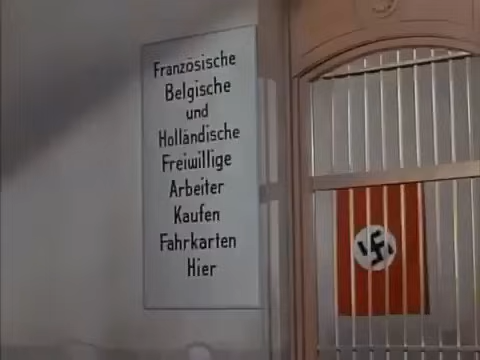 Französische
Belgische
und
Holländische
Freiwillige
Arbeiter
Kaufen
Fahrkarten
Hier